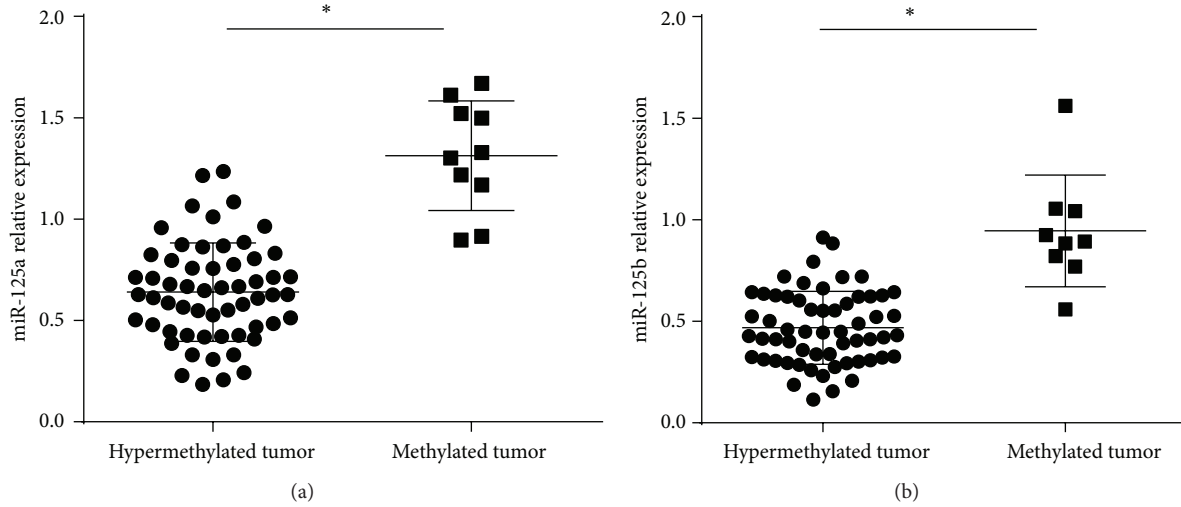 miR-125a relative expression
2.0
1.5
1.0
0.5
0.0
*
Hypermethylated tumor
Methylated tumor
(a)
miR-125b relative expression
2.0
1.5
1.0
0.5
0.0
*
Hypermethylated tumor
Methylated tumor
(b)